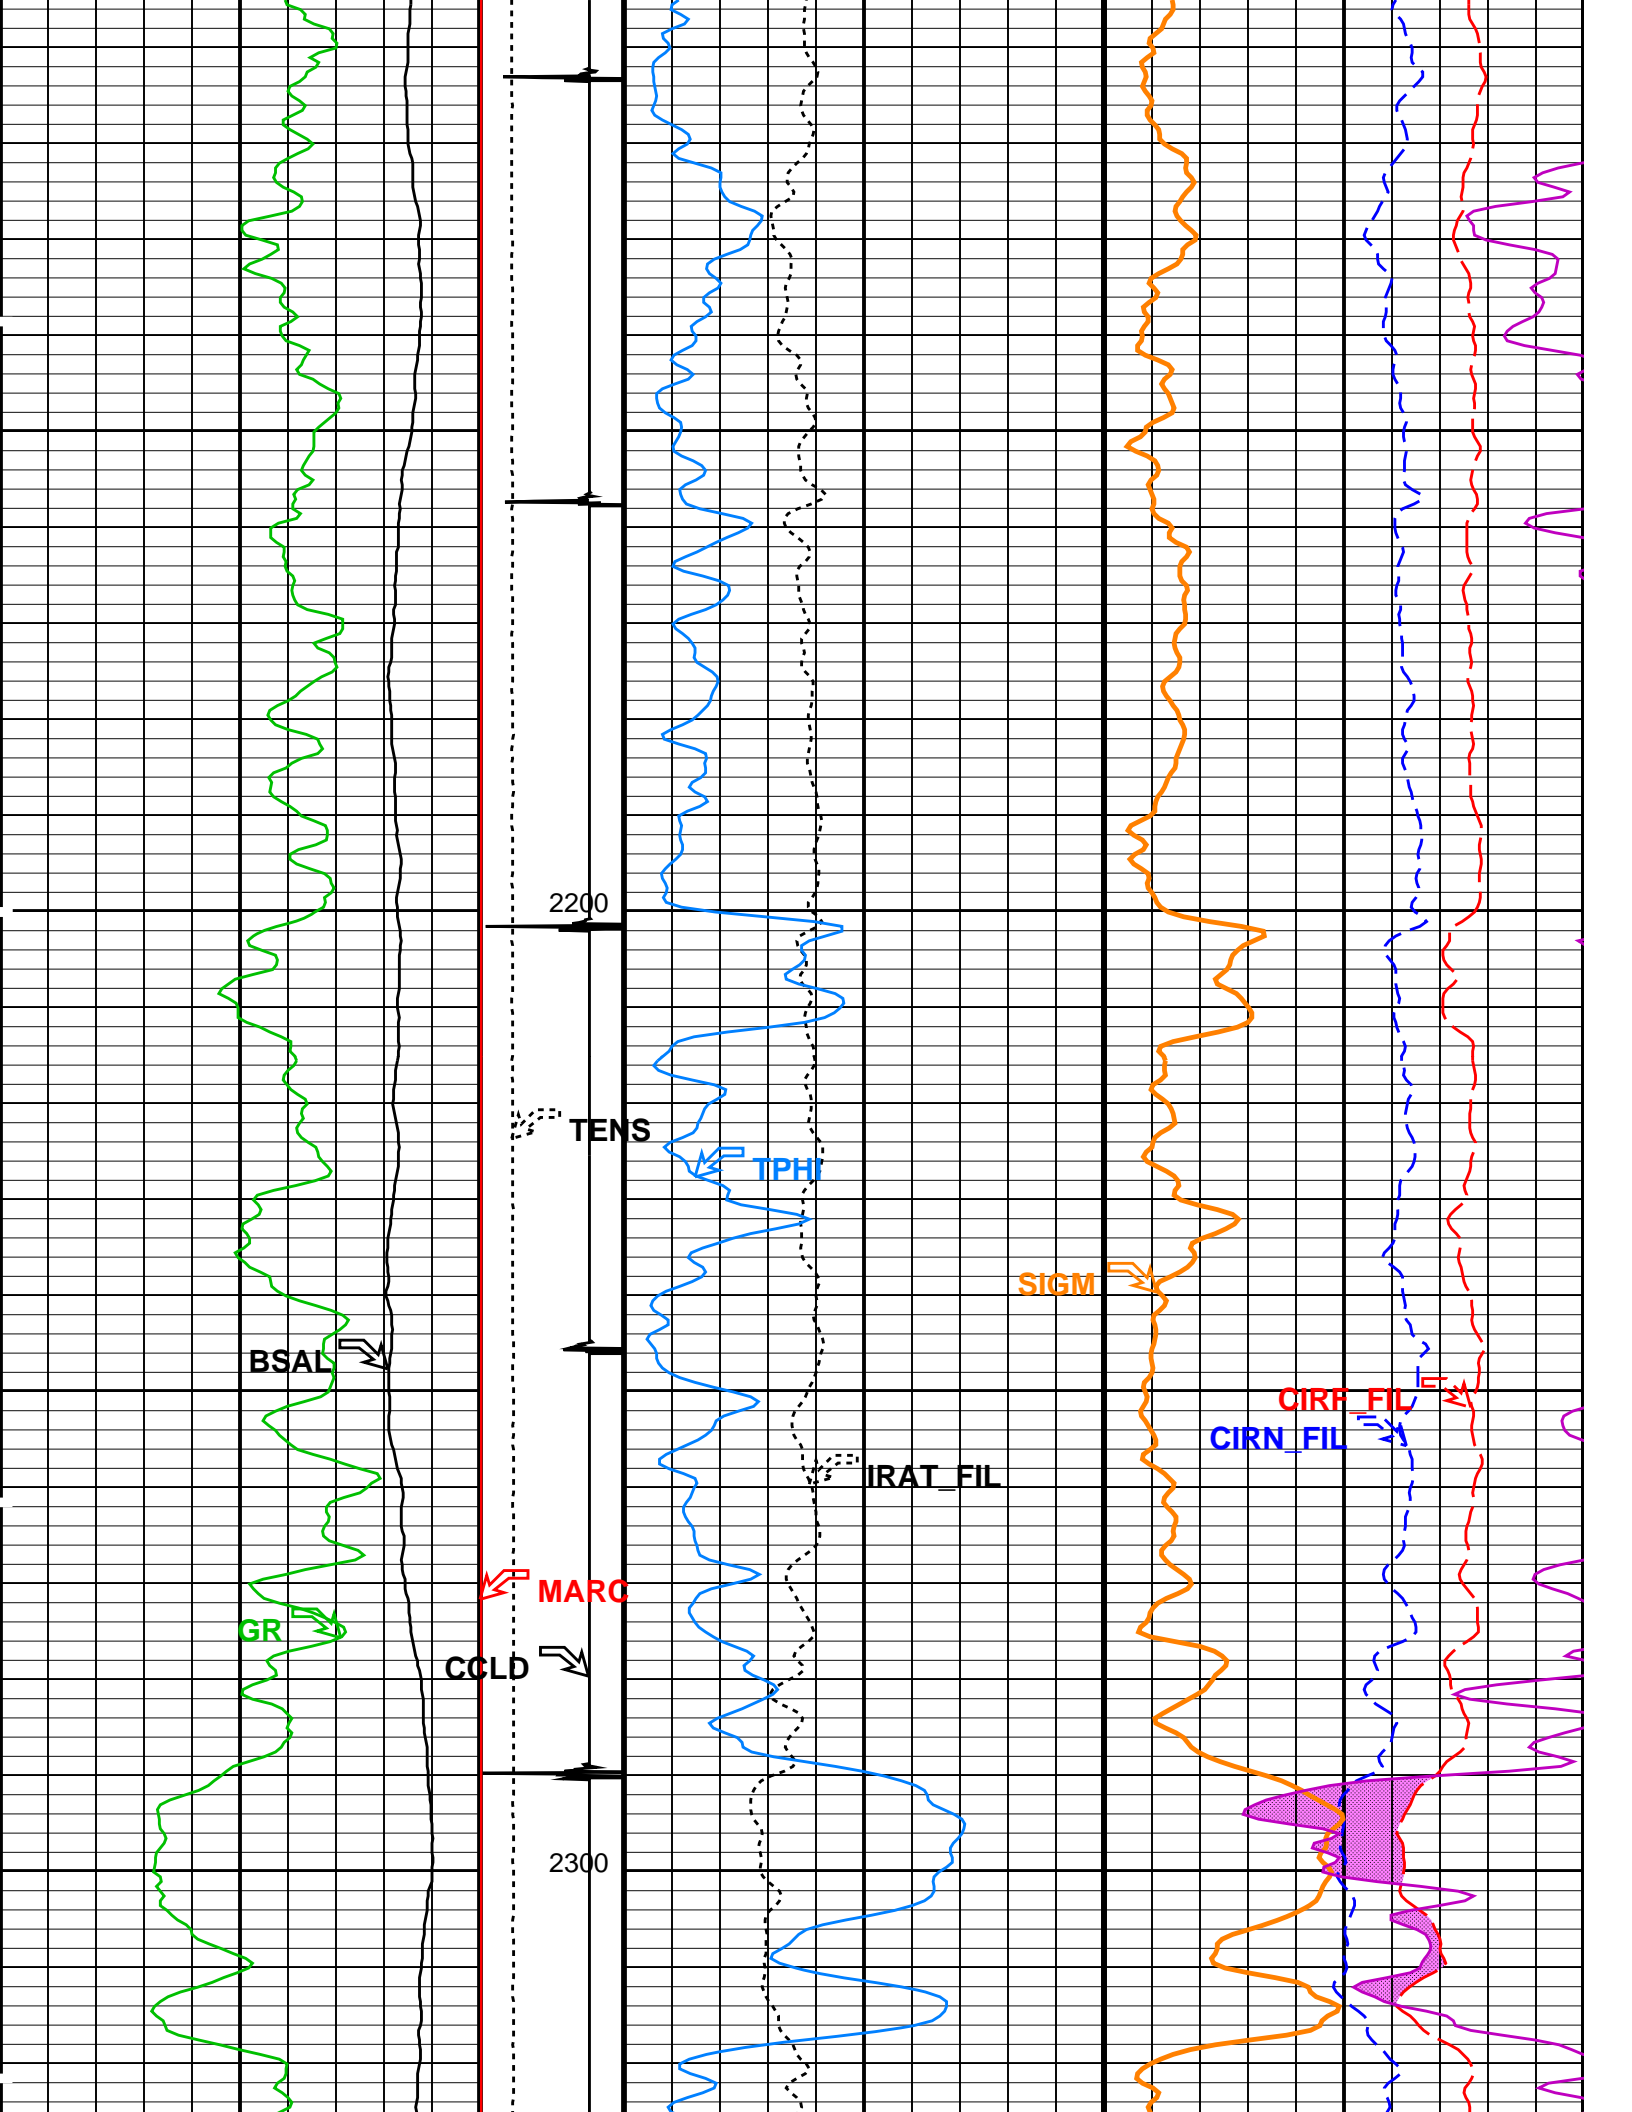 2200
TENS
TPHI
SIGM
BSAL
CIRF_FIL
CIRN_FIL
IRAT_FIL
MARC
GR
CCLD
2300